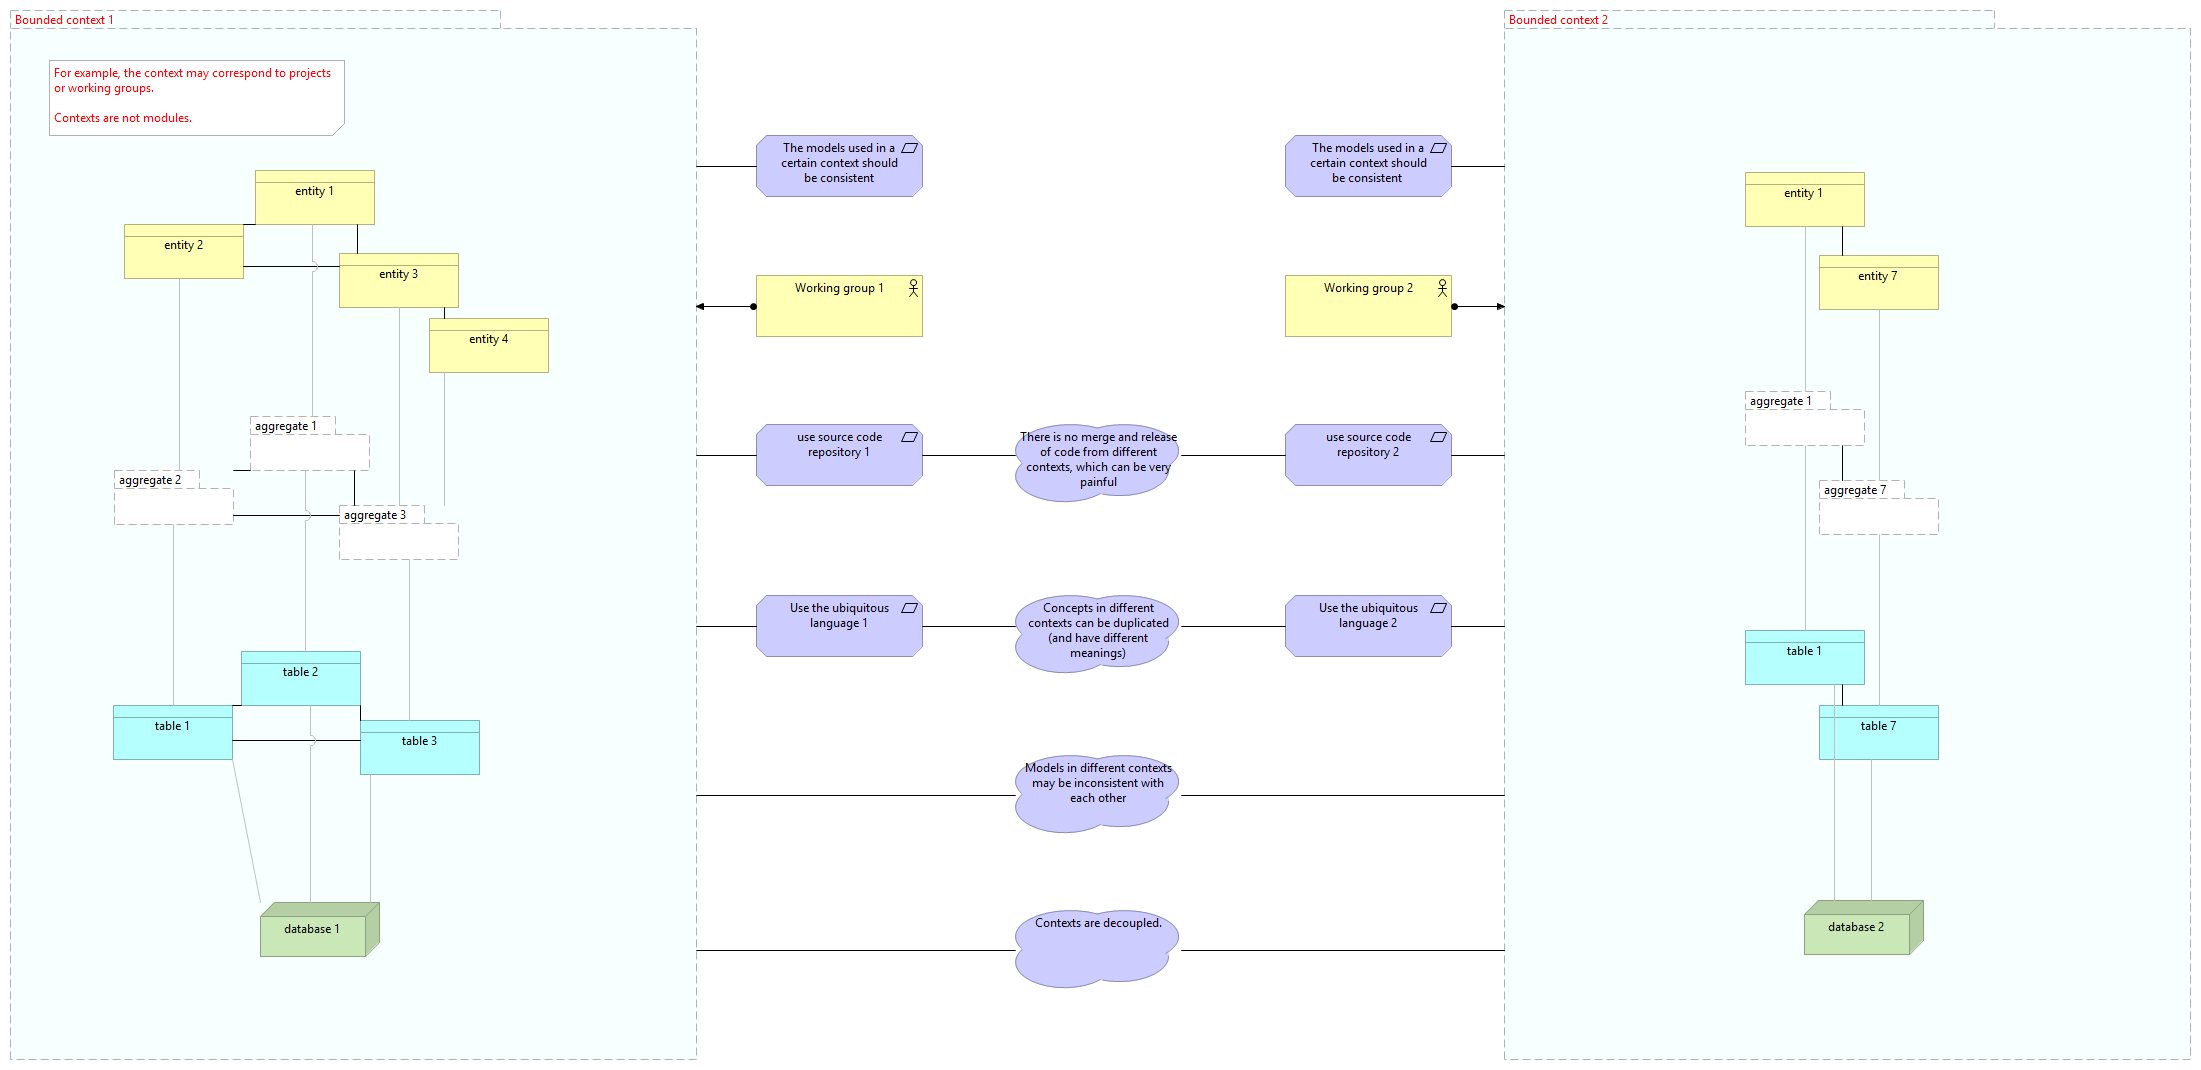 Bounded context 1
For example, the context may correspond to projects
or working groups.
Contexts are not modules.
entity 1
entity 2
entity 3
entity 4
aggregate 1
aggregate 2
aggregate 3
table 2
table 1
table 3
database 1
The models used in a
certain context should
be consistent
Working group 1
use source code
repository 1
Use the ubiquitous
language 1
There is no merge and release
of code from different
contexts, which can be very
painful
Concepts in different
contexts can be duplicated
(and have different
meanings)
Models in different contexts
may be inconsistent with
each other
Contexts are decoupled.
The models used in a
certain context should
be consistent
Working group 2
use source code
repository 2
Use the ubiquitous
language 2
Bounded context 2
entity 1
entity 7
aggregate 1
aggregate 7
table 1
table 7
database 2